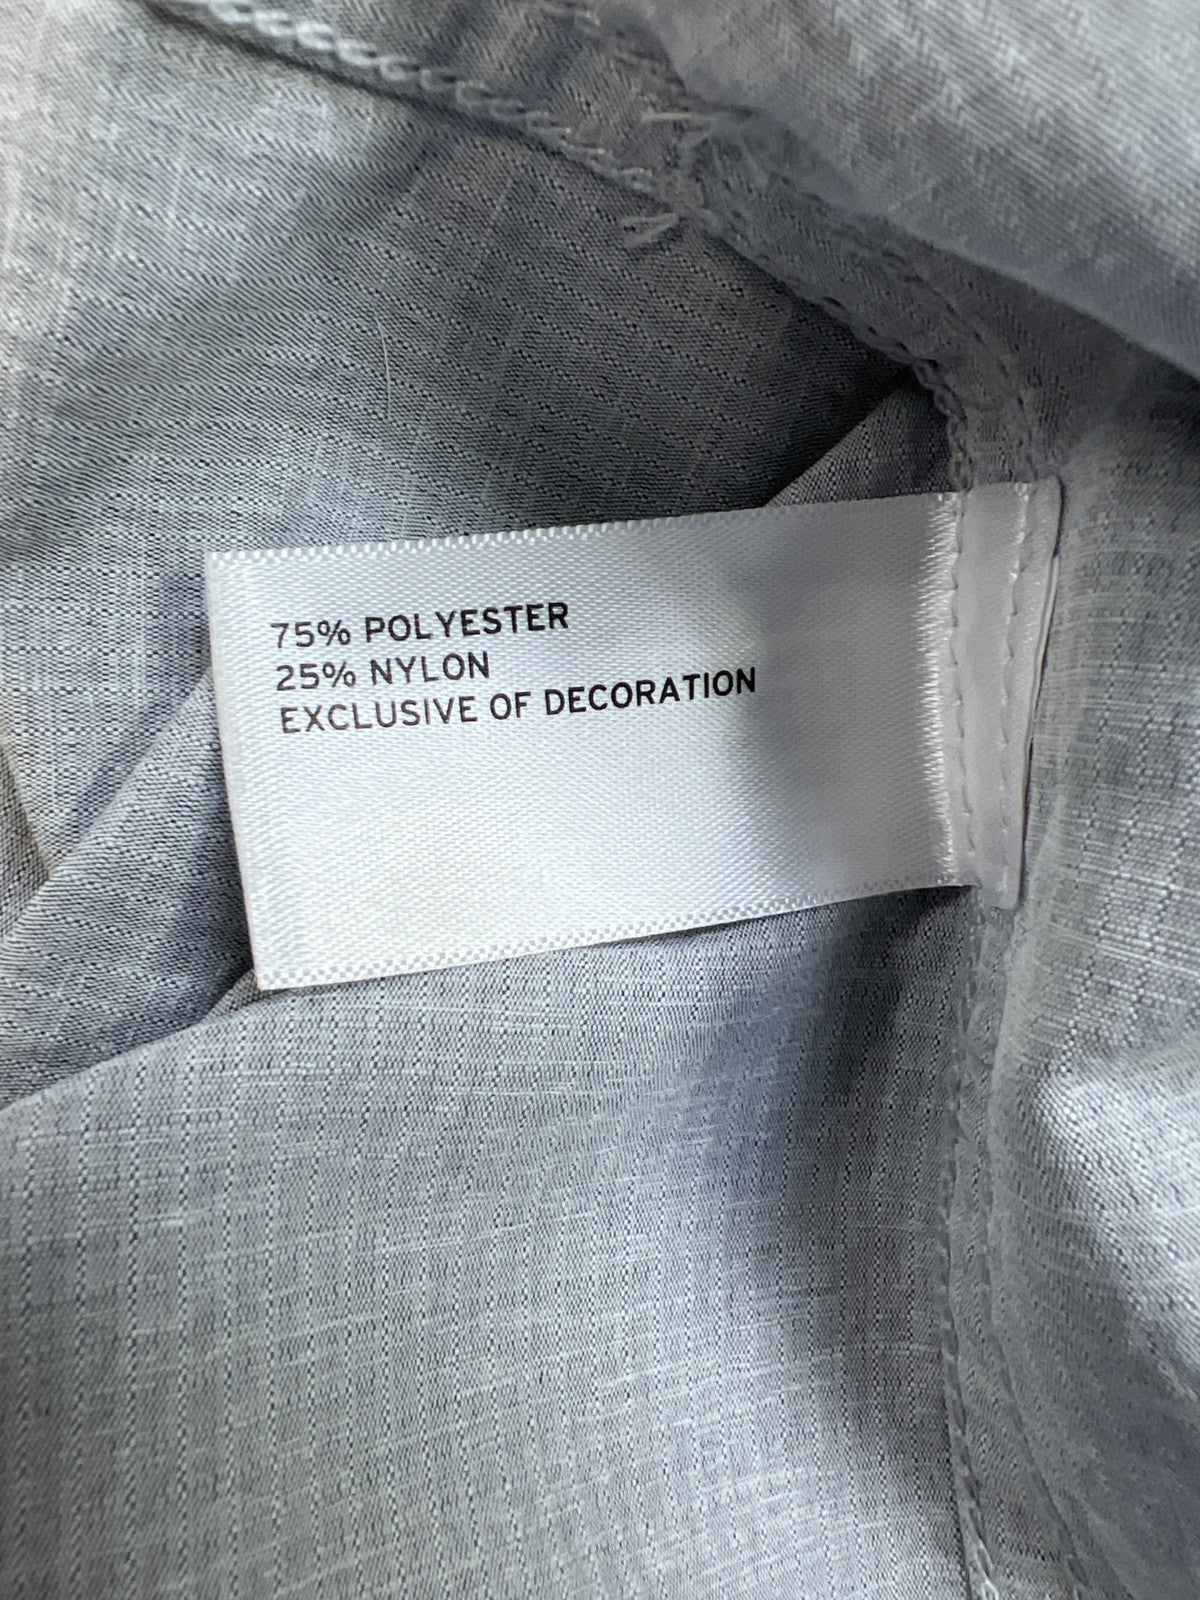 75% POLYESTER
25% NYLON
EXCLUSIVE OF DECORATION